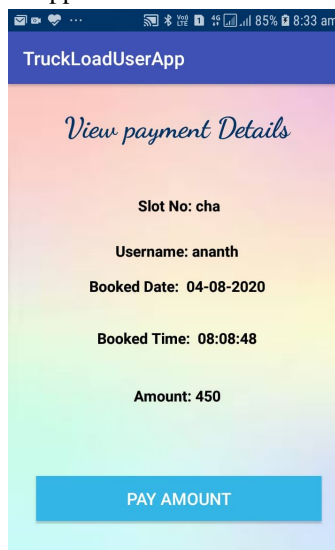 85% 8:33 am
TruckLoadUserApp
View payment Details
Slot No: cha
Username: ananth
Booked Date: 04-08-2020
Booked Time: 08:08:48
Amount: 450
PAY AMOUNT